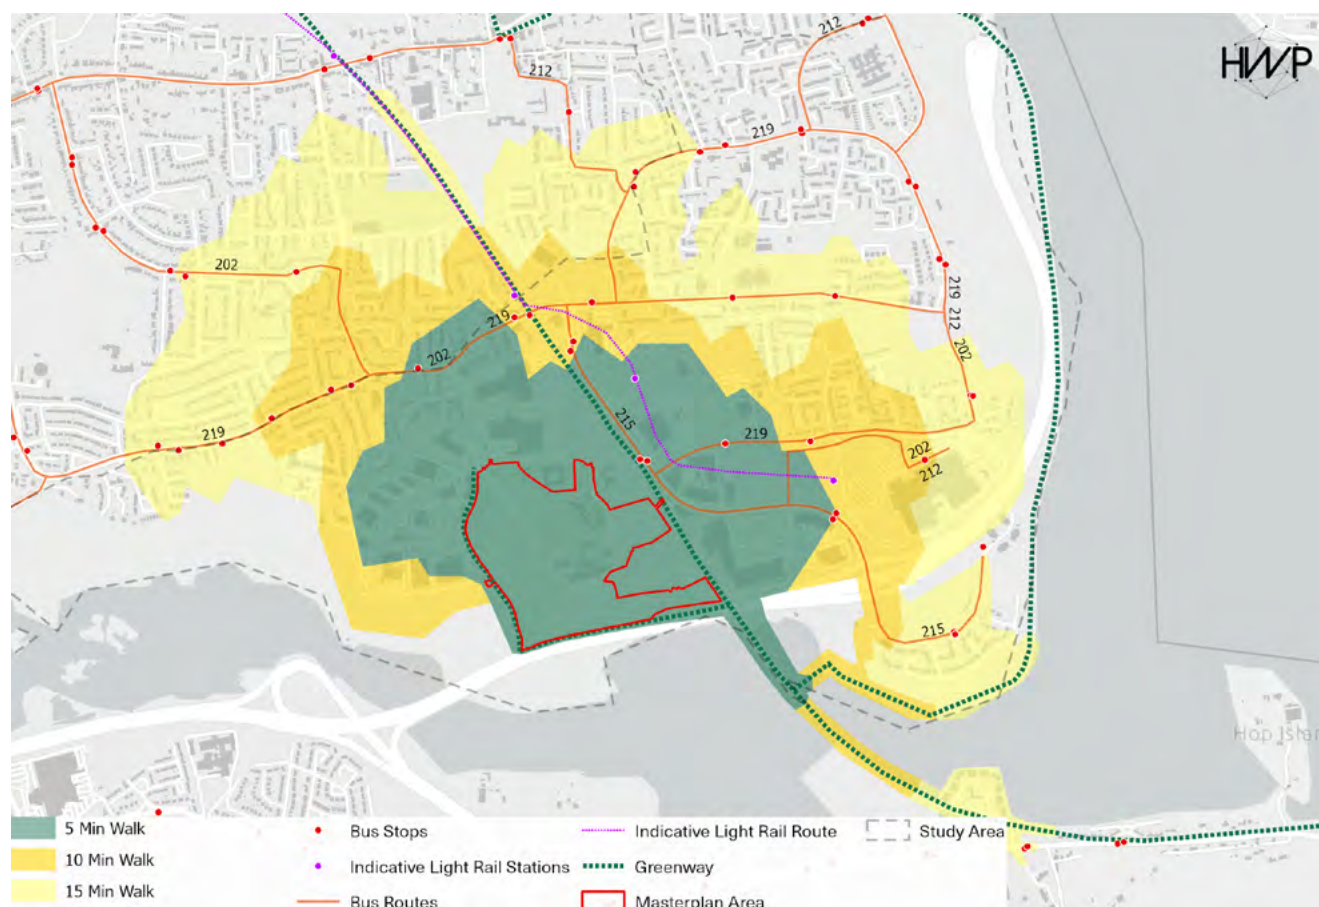 212
212
HWP
219
202
219
219
212
202
202
215
219
219
202
212
215
Hop Islan
5 Min Walk
Bus Stops
Indicative Light Rail Route
Study Area
10 Min Walk
Indicative Light Rail Stations
Greenway
15 Min Walk
Bus Routes
Masterplan Area